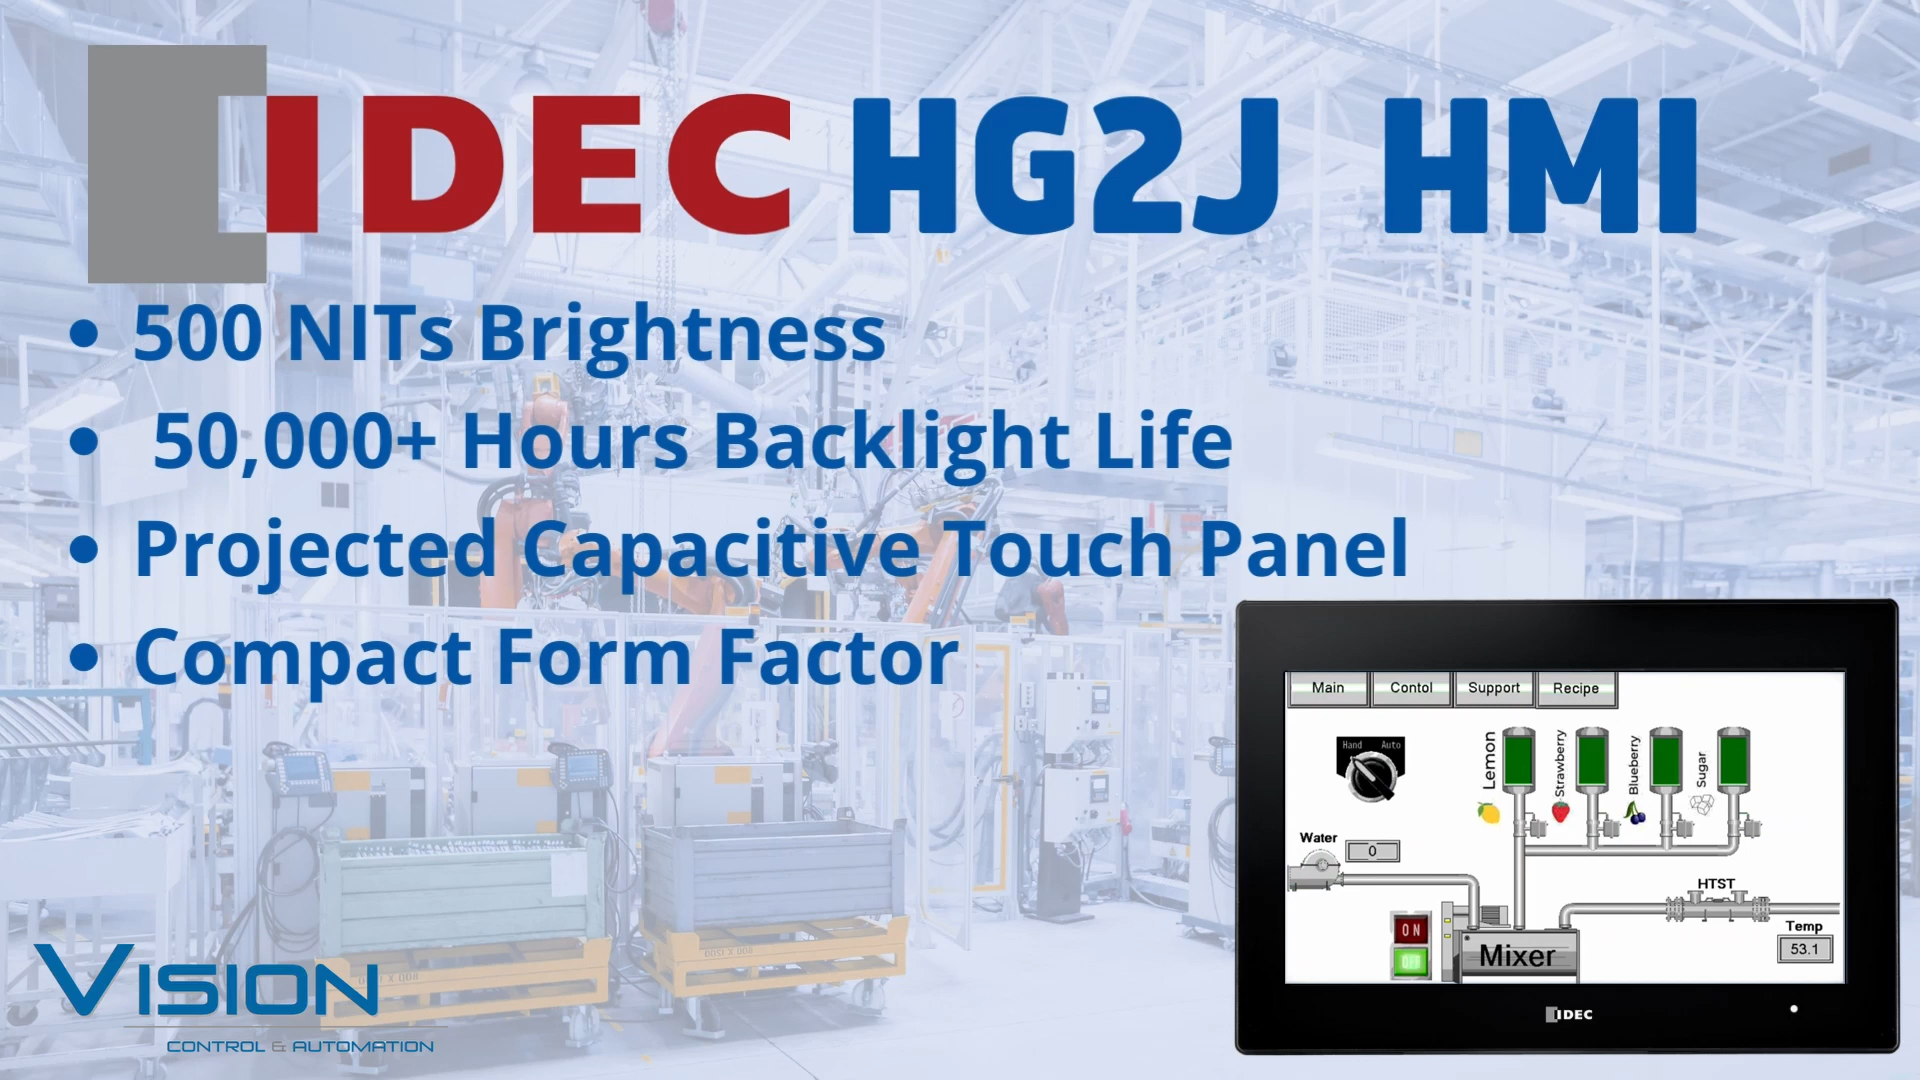 IDEC HG2J HMI
• 500 NITs Brightness
• 50,000+ Hours Backlight Life
• Projected Capacitive Touch Panel
• Compact Form Factor
Main Contol Support Recipe
Hand Auto
Lemon
Strawberry
Blueberry
Sugar
Water
0
HTST
ON
OFF
Mixer
Temp
53.1
IDEC
VISION
CONTROL & AUTOMATION